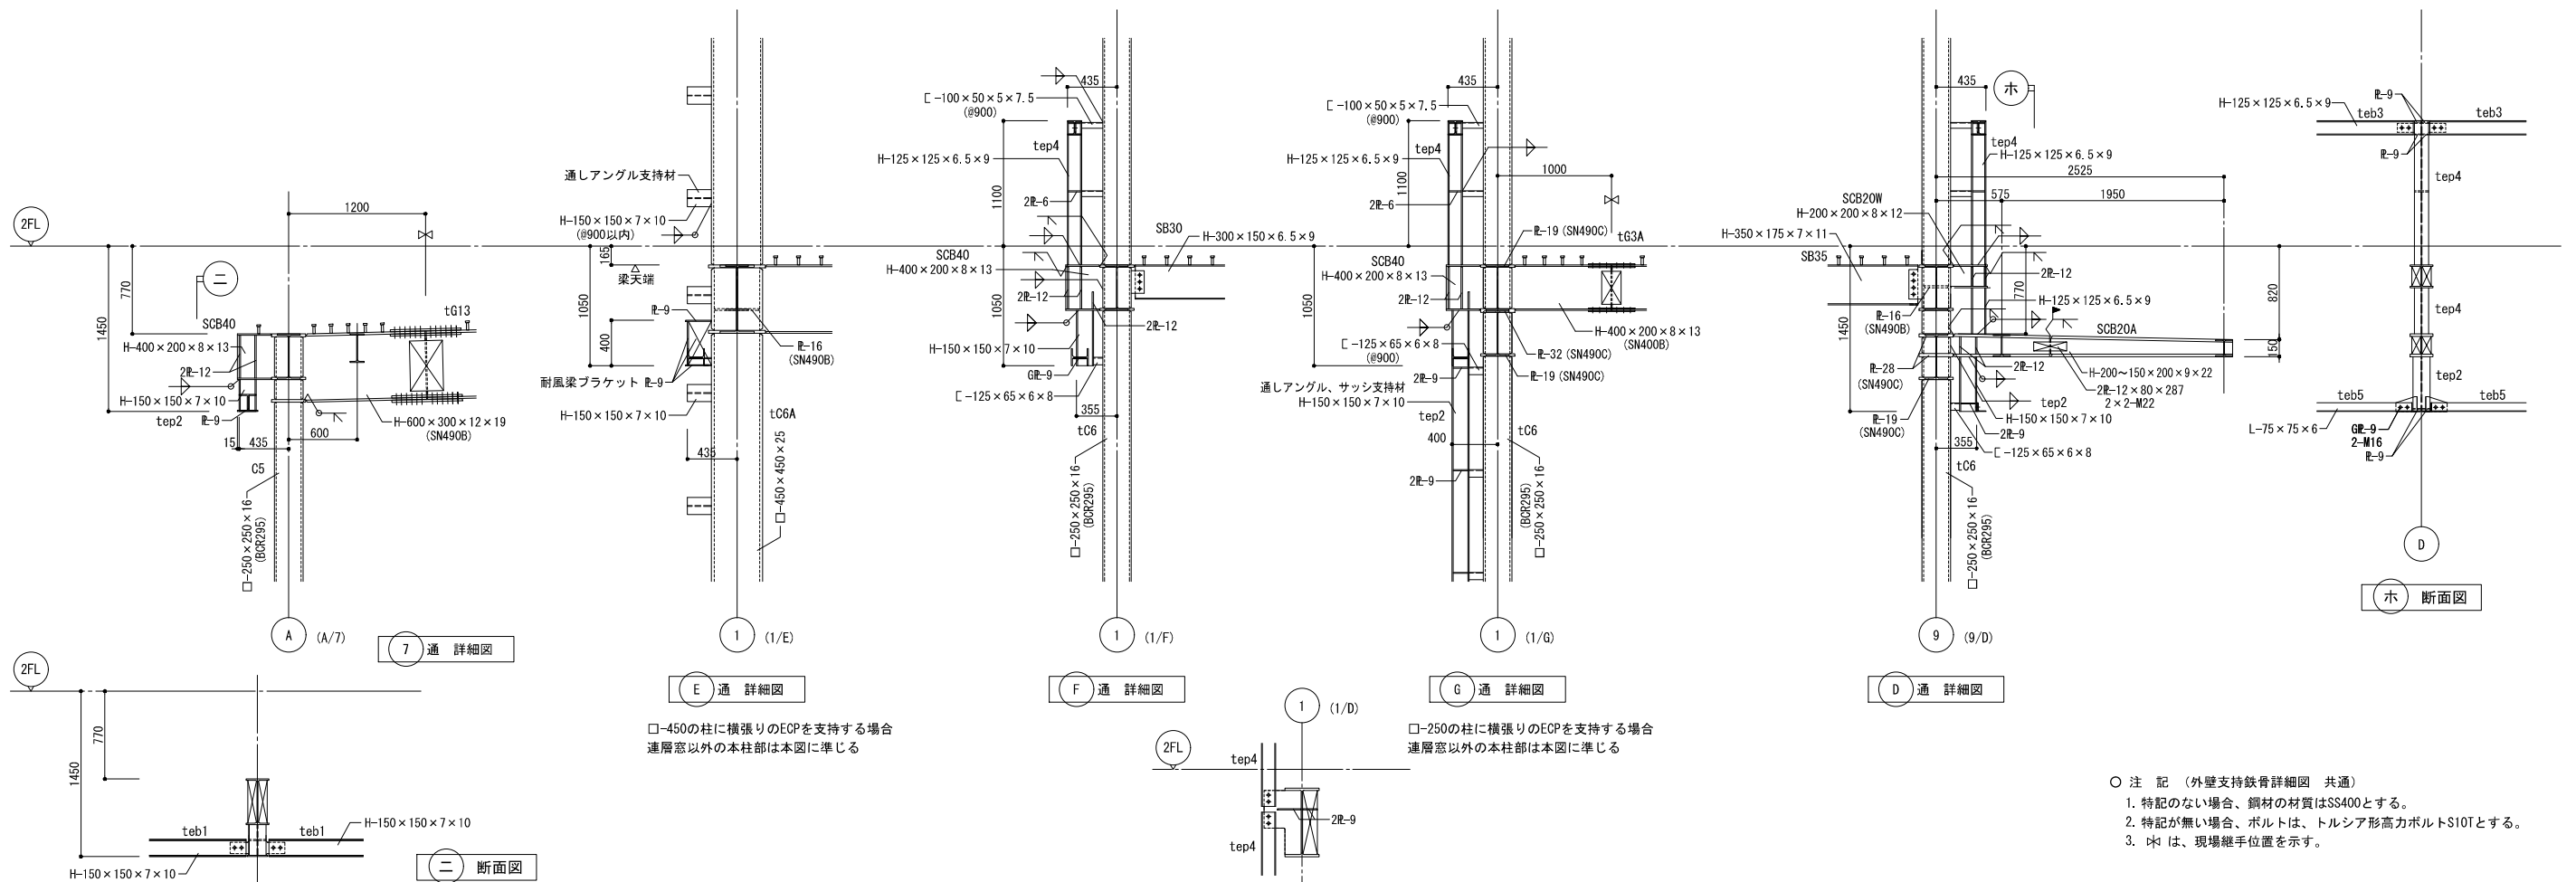 2FL
1450
770
二
SCB40
H-400×200×8×13
2PL-12
H-150×150×7×10
tep2
PL-9
15
435
1200
tG13
H-600×300×12×19
(SN490B)
600
C5
□-250×250×16
(BCR295)
A
(A/7)
7 通 詳細図
2FL
1450
770
teb1
teb1
H-150×150×7×10
H-150×150×7×10
二 断面図
通しアングル支持材
H-150×150×7×10
(@900以内)
165
梁天端
1050
400
PL-9
耐風梁ブラケット PL-9
H-150×150×7×10
PL-16
(SN490B)
435
tC6A
□-450×450×25
1
(1/E)
E 通 詳細図
□-450の柱に横張りのECPを支持する場合
連層窓以外の本柱部は本図に準じる
435
[-100×50×5×7.5
(@900)
tep4
H-125×125×6.5×9
1100
2PL-6
SCB40
H-400×200×8×13
SB30
H-300×150×6.5×9
1050
2PL-12
2PL-12
H-150×150×7×10
GPL-9
[-125×65×6×8
355
tC6
□-250×250×16
(BCR295)
1
(1/F)
F 通 詳細図
435
[-100×50×5×7.5
(@900)
tep4
H-125×125×6.5×9
1100
1000
2PL-6
PL-19 (SN490C)
tG3A
SCB40
H-400×200×8×13
2PL-12
1050
H-400×200×8×13
(SN400B)
[-125×65×6×8
(@900)
PL-32 (SN490C)
2PL-9
PL-19 (SN490C)
通しアングル、サッシ支持材
H-150×150×7×10
tep2
400
tC6
2PL-9
(BCR295)
□-250×250×16
1
(1/G)
G 通 詳細図
□-250の柱に横張りのECPを支持する場合
連層窓以外の本柱部は本図に準じる
1
(1/D)
2FL
tep4
2PL-9
tep4
435
ホ
tep4
H-125×125×6.5×9
2525
SCB20W
575
1950
H-200×200×8×12
H-350×175×7×11
SB35
2PL-12
770
H-125×125×6.5×9
820
1450
PL-16
(SN490B)
SCB20A
150
PL-28
(SN490C)
2PL-12
H-200～150×200×9×22
2PL-12×80×287
2×2-M22
tep2
PL-19
(SN490C)
H-150×150×7×10
2PL-9
355
[-125×65×6×8
tC6
□-250×250×16
(BCR295)
9
(9/D)
D 通 詳細図
PL-9
H-125×125×6.5×9
teb3
teb3
PL-9
tep4
tep4
tep2
teb5
teb5
L-75×75×6
GPL-9
2-M16
PL-9
D
ホ 断面図
○ 注 記 （外壁支持鉄骨詳細図 共通）
1. 特記のない場合、鋼材の材質はSS400とする。
2. 特記が無い場合、ボルトは、トルシア形高力ボルトS10Tとする。
3. は、現場継手位置を示す。